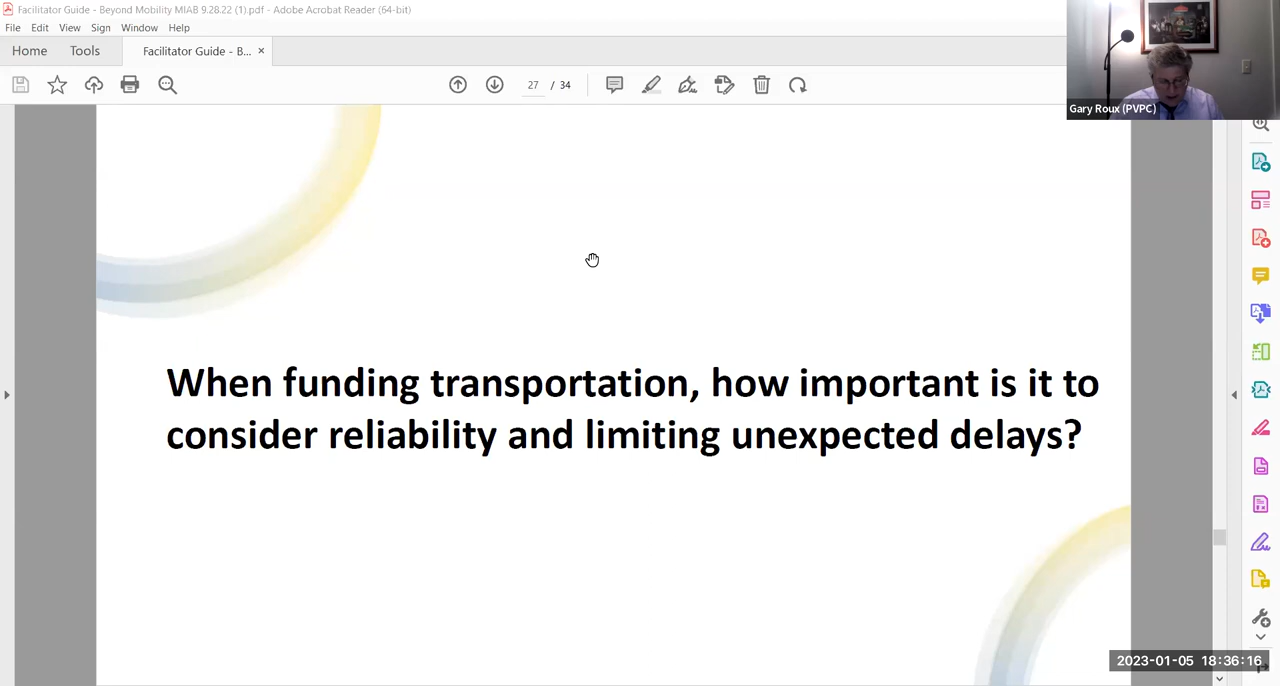 Facilitator Guide - Beyond Mobility MIAB 9.28.22 (1).pdf - Adobe Acrobat Reader (64-bit)
File Edit View Sign Window Help
Home Tools Facilitator Guide - B... ×
27 / 34
Gary Roux (PVPC)
When funding transportation, how important is it to
consider reliability and limiting unexpected delays?
2023-01-05 18:36:16